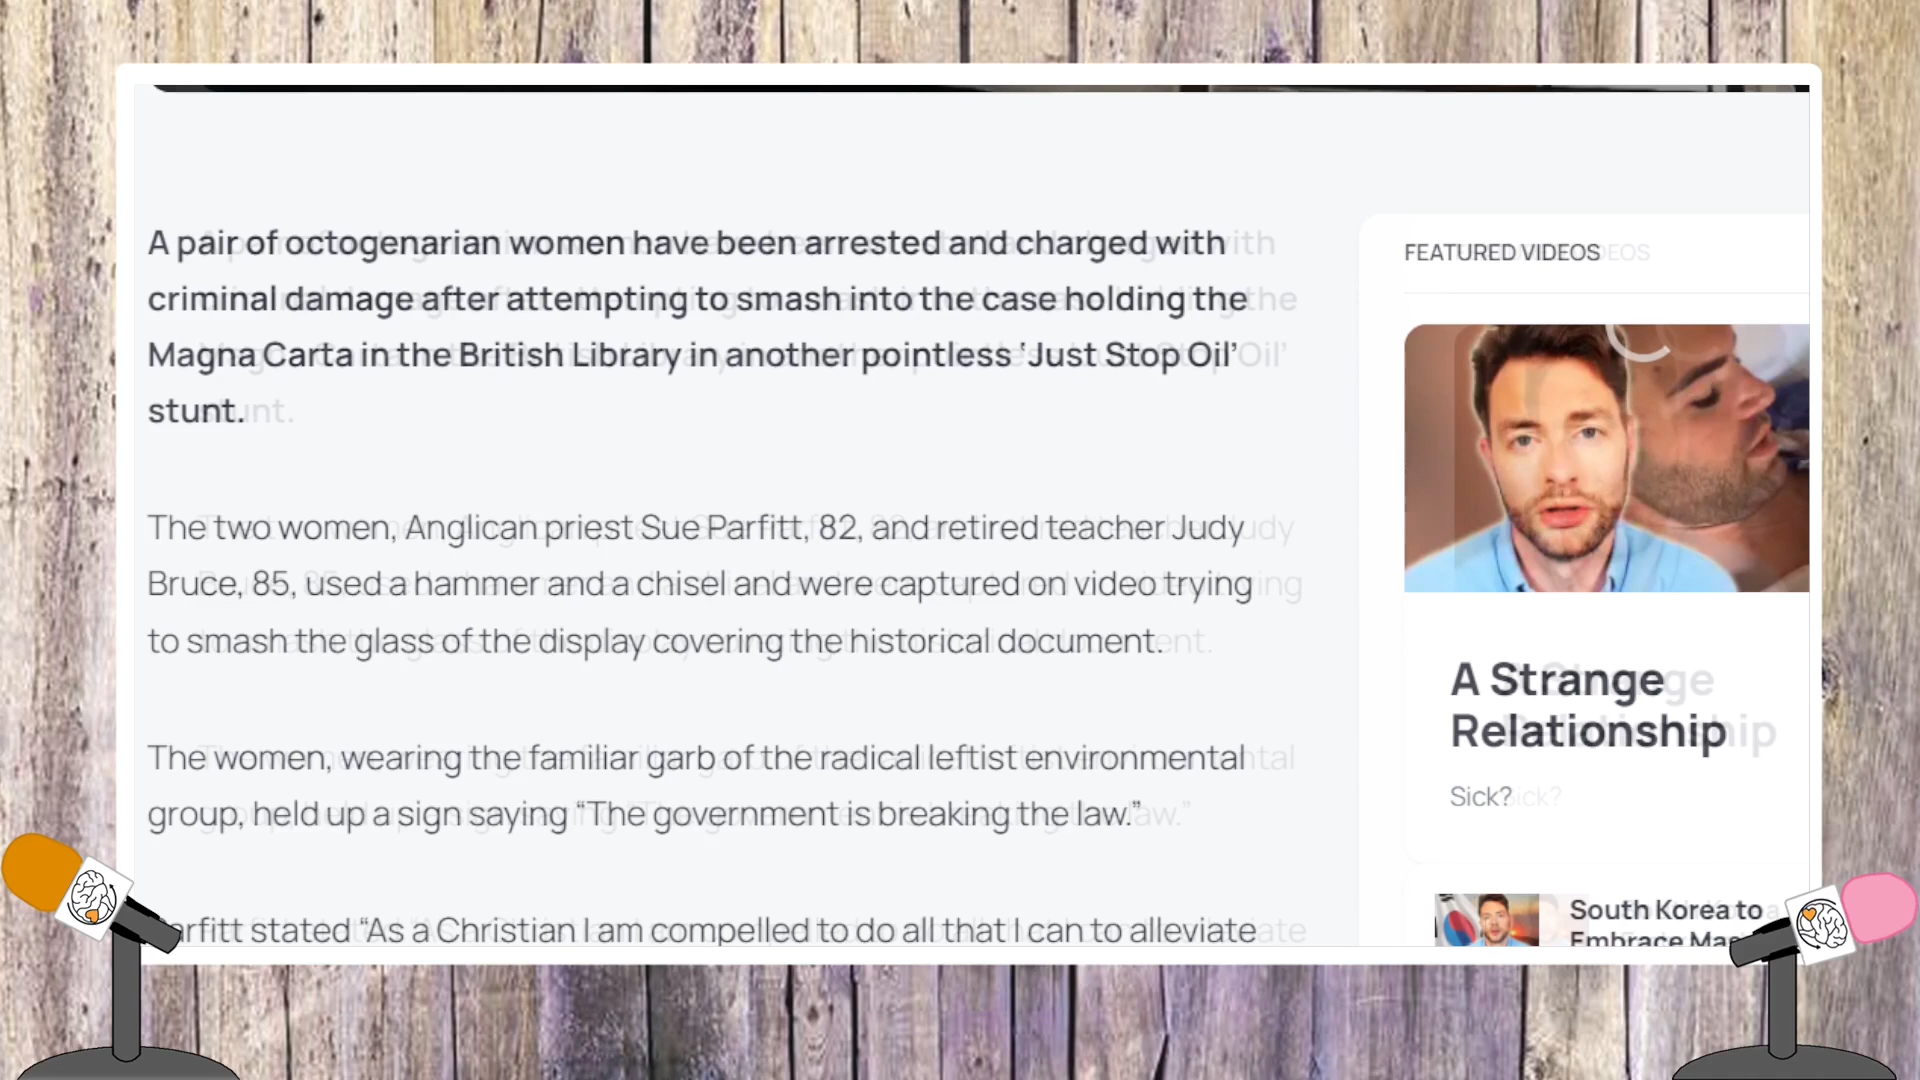 A pair of octogenarian women have been arrested and charged with
criminal damage after attempting to smash into the case holding the
Magna Carta in the British Library in another pointless ‘Just Stop Oil’
stunt.
The two women, Anglican priest Sue Parfitt, 82, and retired teacher Judy
Bruce, 85, used a hammer and a chisel and were captured on video trying
to smash the glass of the display covering the historical document.
The women, wearing the familiar garb of the radical leftist environmental
group, held up a sign saying “The government is breaking the law.”
Parfitt stated “As a Christian I am compelled to do all that I can to alleviate
FEATURED VIDEOS
A Strange
Relationship
Sick?
South Korea to
Embrace